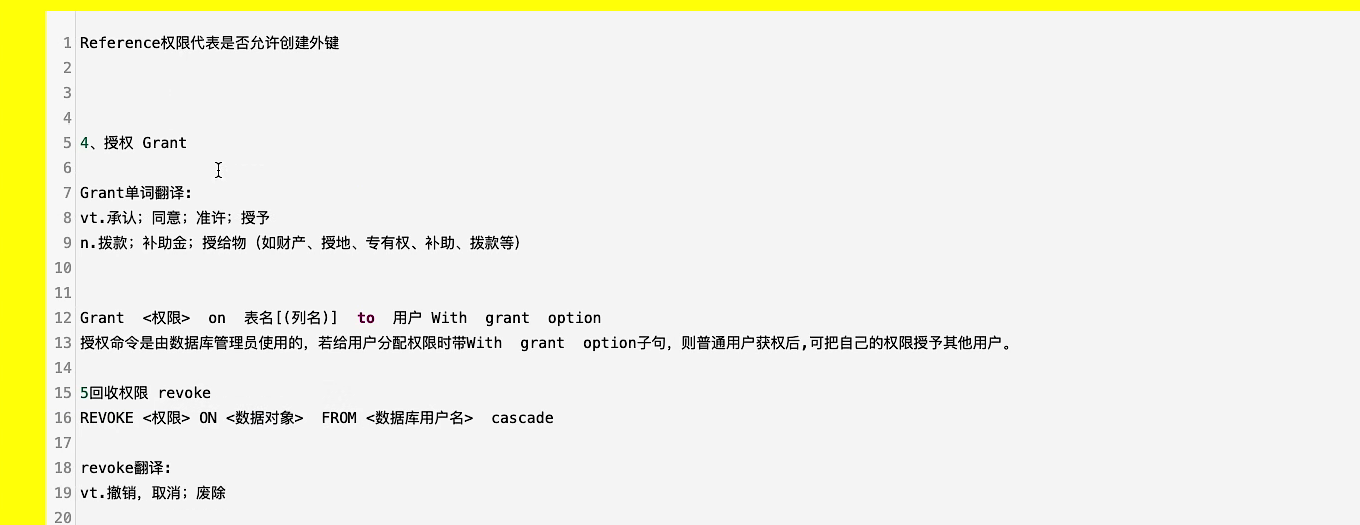 1 Reference权限代表是否允许创建外键
2
3
4
5 4、授权 Grant
6
7 Grant单词翻译:
8 vt.承认；同意；准许；授予
9 n.拨款；补助金；授给物（如财产、授地、专有权、补助、拨款等）
10
11
12 Grant  <权限>  on  表名[(列名)]  to  用户 With  grant  option
13 授权命令是由数据库管理员使用的，若给用户分配权限时带With  grant  option子句，则普通用户获权后,可把自己的权限授予其他用户。
14
15 5回收权限 revoke
16 REVOKE <权限> ON <数据对象>  FROM <数据库用户名>  cascade
17
18 revoke翻译:
19 vt.撤销，取消；废除
20